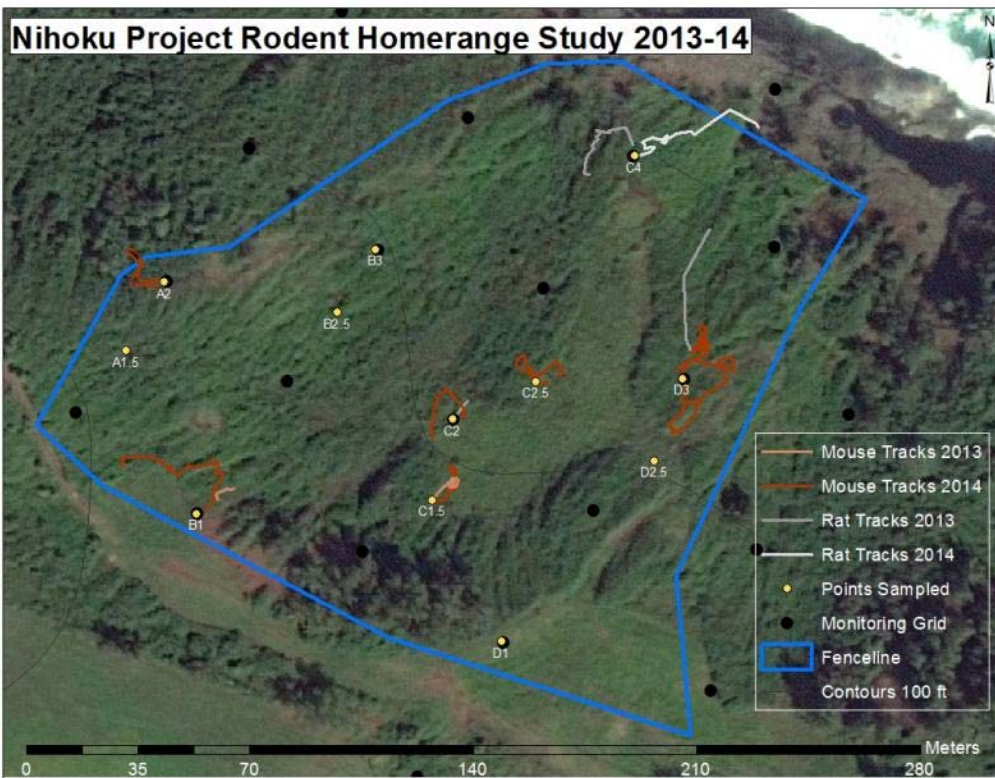 Nihoku Project Rodent Homerange Study 2013-14
N
S
C4
B3
A2
B2.5
A1.5
C2.5
D3
C2
D2.5
C1.5
B1
D1
Mouse Tracks 2013
Mouse Tracks 2014
Rat Tracks 2013
Rat Tracks 2014
Points Sampled
Monitoring Grid
Fenceline
Contours 100 ft
Meters
0 35 70 140 210 280